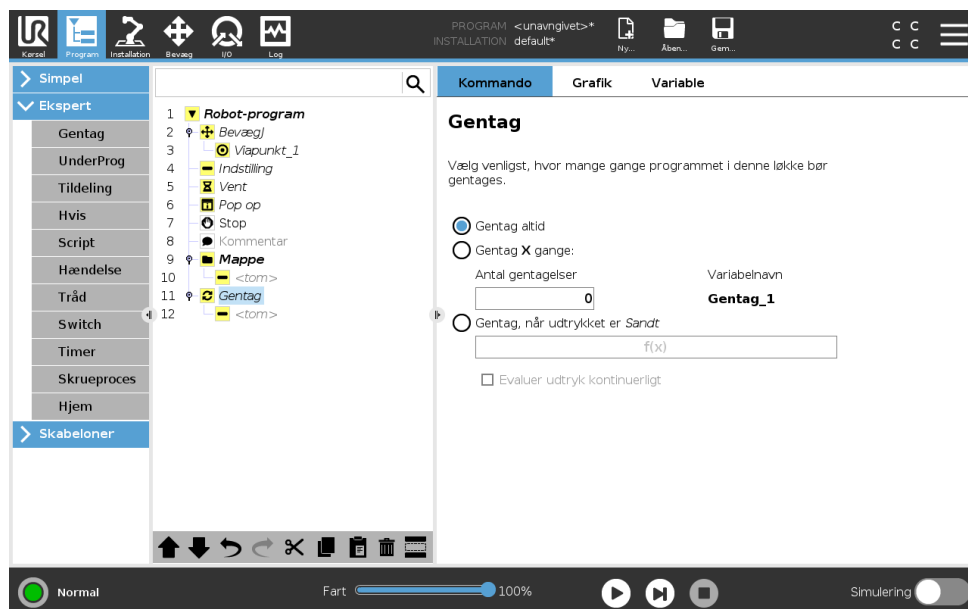 PROGRAM <unavngivet>*
INSTALLATION default*
Kørsel Program Installation Bevæg I/O Log Ny... Åben... Gem...
C C
C C
Simpel
Ekspert
Gentag
UnderProg
Tildeling
Hvis
Script
Hændelse
Tråd
Switch
Timer
Skrueproces
Hjem
Skabeloner
1 Robot-program
2 BevægJ
3 Viapunkt_1
4 Indstilling
5 Vent
6 Pop op
7 Stop
8 Kommentar
9 Mappe
10 <tom>
11 Gentag
12 <tom>
Kommando Grafik Variable
Gentag
Vælg venligst, hvor mange gange programmet i denne løkke bør
gentages.
Gentag altid
Gentag X gange:
Antal gentagelser Variabelnavn
0 Gentag_1
Gentag, når udtrykket er Sandt
f(x)
Evaluer udtryk kontinuerligt
Normal Fart 100% Simulering